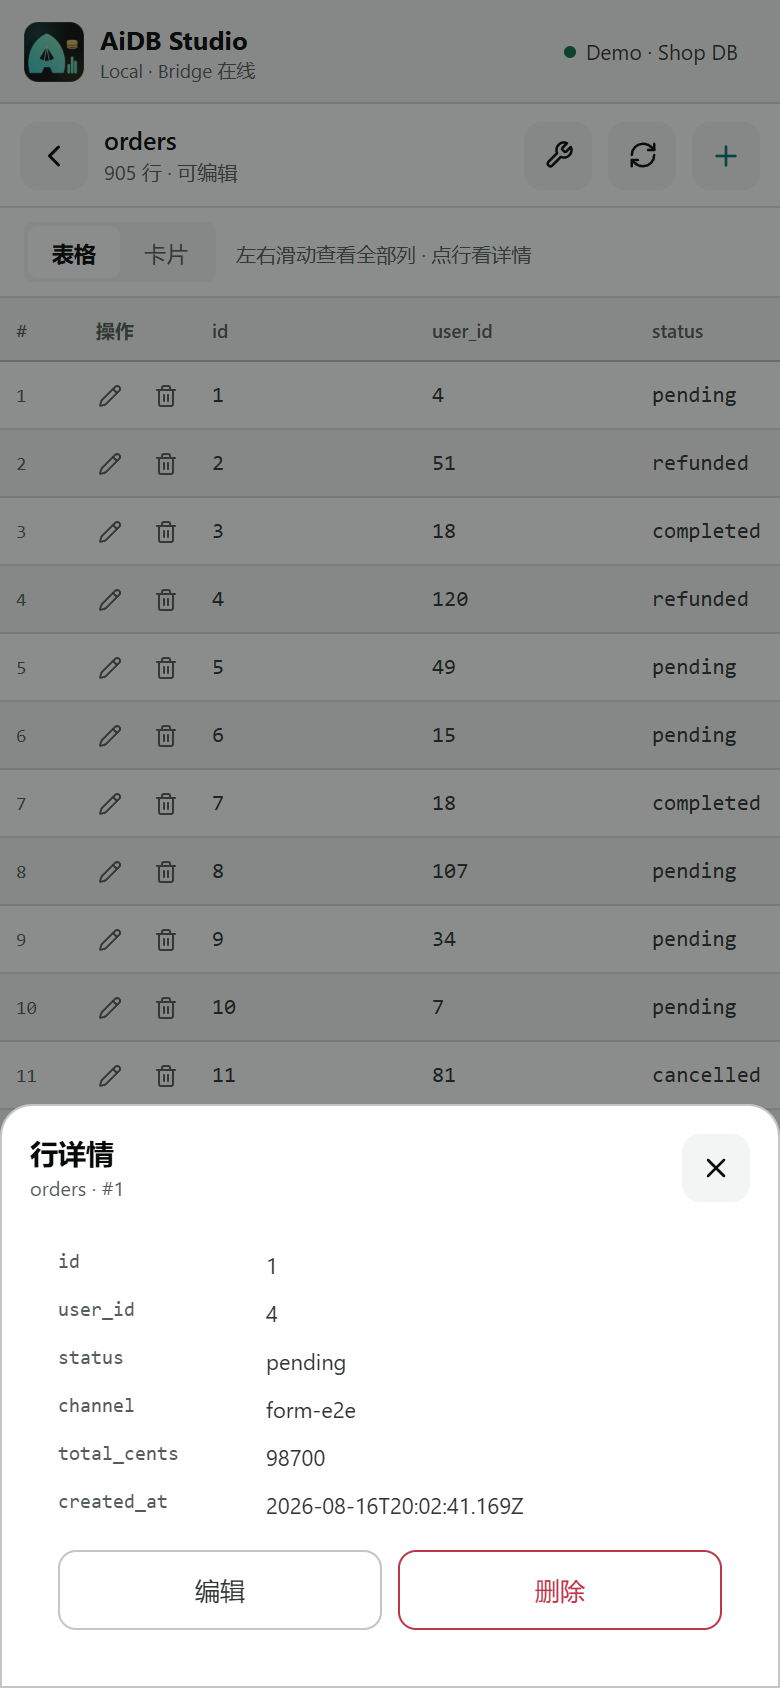 AiDB Studio
Local · Bridge 在线
Demo · Shop DB
orders
905 行 · 可编辑
表格 卡片 左右滑动查看全部列 · 点行看详情
# 操作 id user_id status
1 1 4 pending
2 2 51 refunded
3 3 18 completed
4 4 120 refunded
5 5 49 pending
6 6 15 pending
7 7 18 completed
8 8 107 pending
9 9 34 pending
10 10 7 pending
11 11 81 cancelled
行详情
orders · #1
id 1
user_id 4
status pending
channel form-e2e
total_cents 98700
created_at 2026-08-16T20:02:41.169Z
编辑 删除